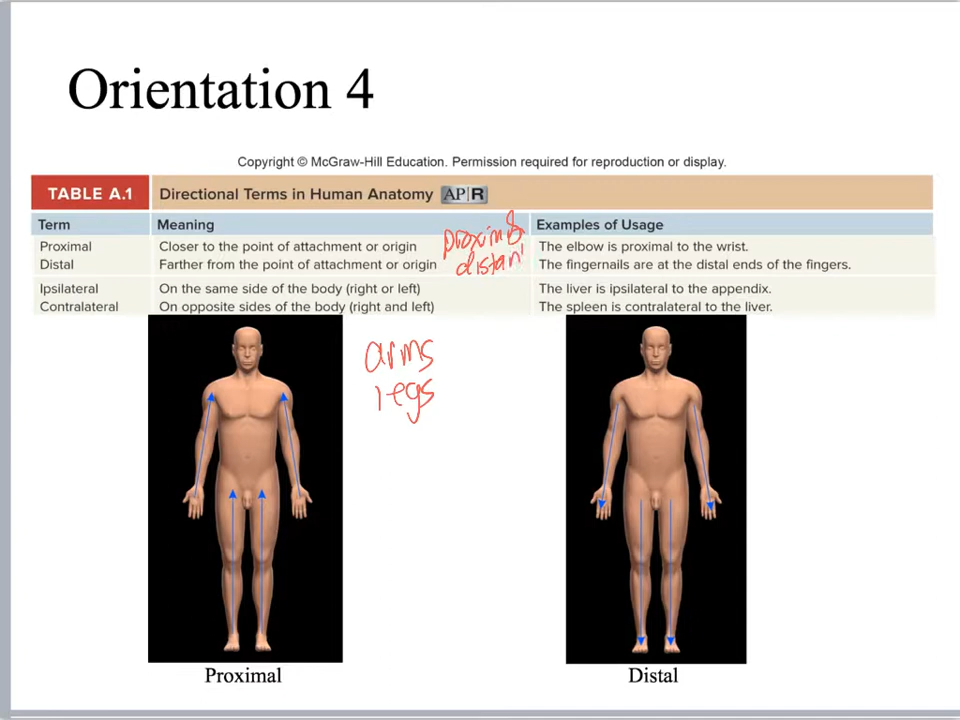 Orientation 4
Copyright © McGraw-Hill Education. Permission required for reproduction or display.
TABLE A.1 Directional Terms in Human Anatomy AP|R
Term Meaning Examples of Usage
Proximal Closer to the point of attachment or origin The elbow is proximal to the wrist.
Distal Farther from the point of attachment or origin The fingernails are at the distal ends of the fingers.
distant
Ipsilateral On the same side of the body (right or left) The liver is ipsilateral to the appendix.
Contralateral On opposite sides of the body (right and left) The spleen is contralateral to the liver.
arms
legs
Proximal Distal